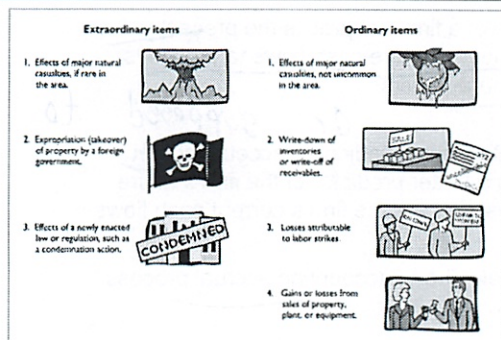 Extraordinary items
1. Effects of major natural
casualties, if rare in
the area.
2. Expropriation (takeover)
of property by a foreign
government.
3. Effects of a newly enacted
law or regulation, such as
a condemnation action.
CONDEMNED
Ordinary items
1. Effects of major natural
casualties, not uncommon
in the area.
2. Write-down of
inventories
or write-off of
receivables.
SALE
3. Losses attributable
to labor strikes.
4. Gains or losses from
sales of property,
plant, or equipment.